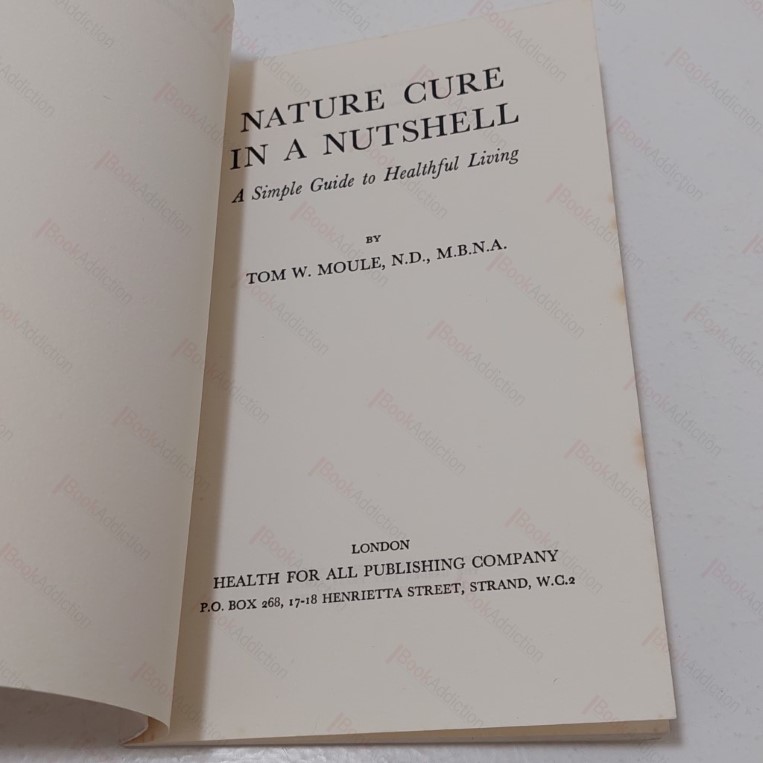 NATURE CURE
IN A NUTSHELL
A Simple Guide to Healthful Living
BY
TOM W. MOULE, N.D., M.B.N.A.
LONDON
HEALTH FOR ALL PUBLISHING COMPANY
P.O. BOX 268, 17-18 HENRIETTA STREET, STRAND, W.C.2
BookAddiction